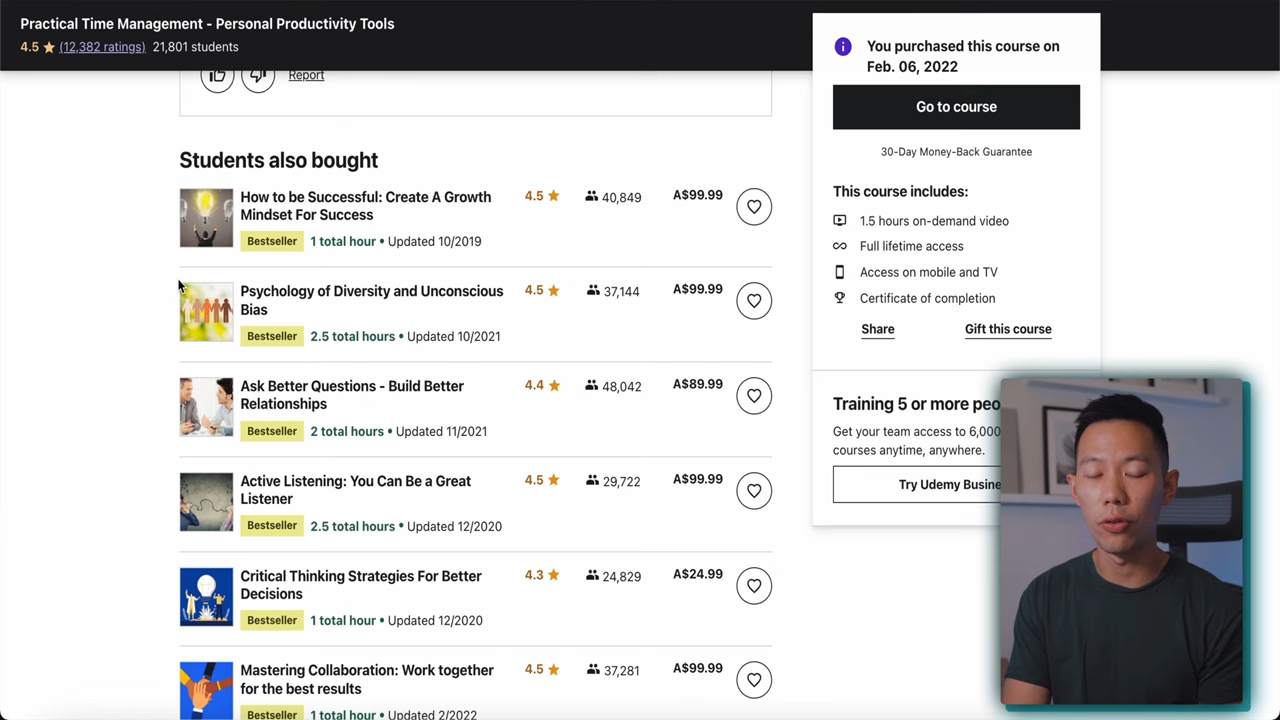 Practical Time Management - Personal Productivity Tools
4.5 (12,382 ratings) 21,801 students
Report
You purchased this course on
Feb. 06, 2022
Go to course
30-Day Money-Back Guarantee
This course includes:
1.5 hours on-demand video
Full lifetime access
Access on mobile and TV
Certificate of completion
Share Gift this course
Training 5 or more
Get your team access to 6,000
courses anytime, anywhere.
Try Udemy
Students also bought
How to be Successful: Create A Growth
Mindset For Success
4.5 40,849 A$99.99
Bestseller 1 total hour • Updated 10/2019
Psychology of Diversity and Unconscious
Bias
4.5 37,144 A$99.99
Bestseller 2.5 total hours • Updated 10/2021
Ask Better Questions - Build Better
Relationships
4.4 48,042 A$89.99
Bestseller 2 total hours • Updated 11/2021
Active Listening: You Can Be a Great
Listener
4.5 29,722 A$99.99
Bestseller 2.5 total hours • Updated 12/2020
Critical Thinking Strategies For Better
Decisions
4.3 24,829 A$24.99
Bestseller 1 total hour • Updated 12/2020
Mastering Collaboration: Work together
for the best results
4.5 37,281 A$99.99
Bestseller 1 total hour • Updated 2/2022